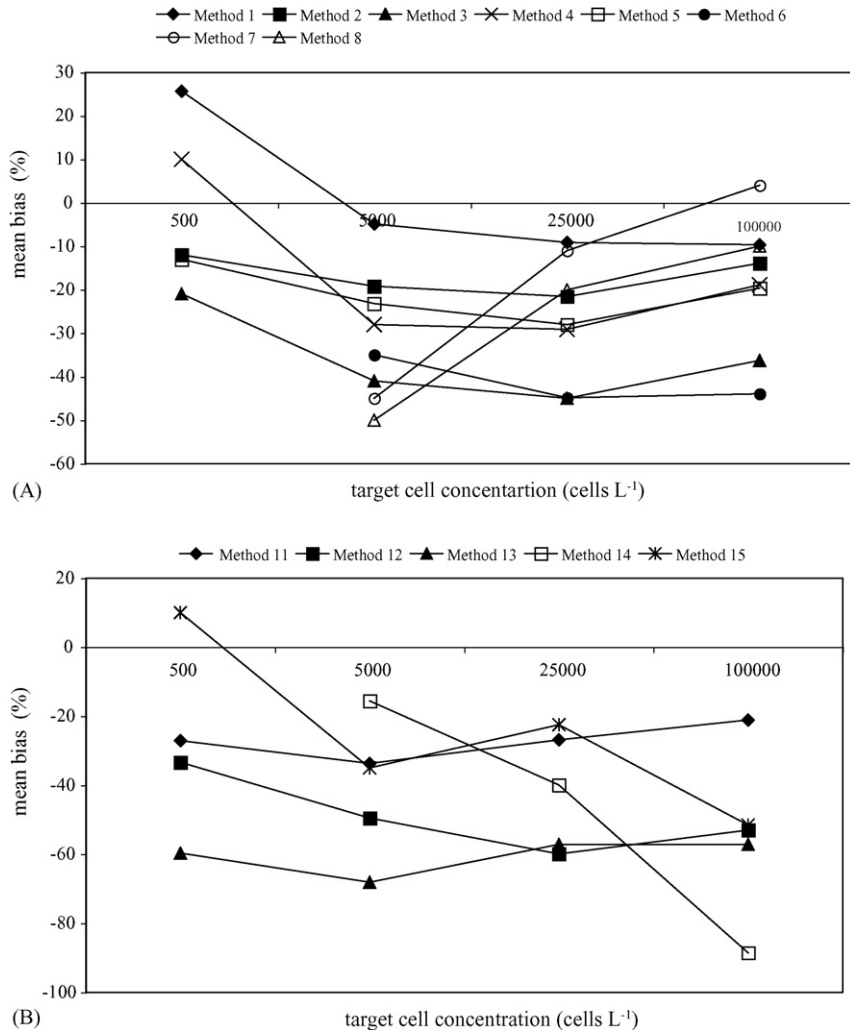 Method 1 Method 2 Method 3 Method 4 Method 5 Method 6
Method 7 Method 8
30
20
10
0
-10
-20
-30
-40
-50
-60
mean bias (%)
500 5000 25000 100000
(A) target cell concentartion (cells L-1)
Method 11 Method 12 Method 13 Method 14 Method 15
20
0
-20
-40
-60
-80
-100
mean bias (%)
500 5000 25000 100000
(B) target cell concentration (cells L-1)